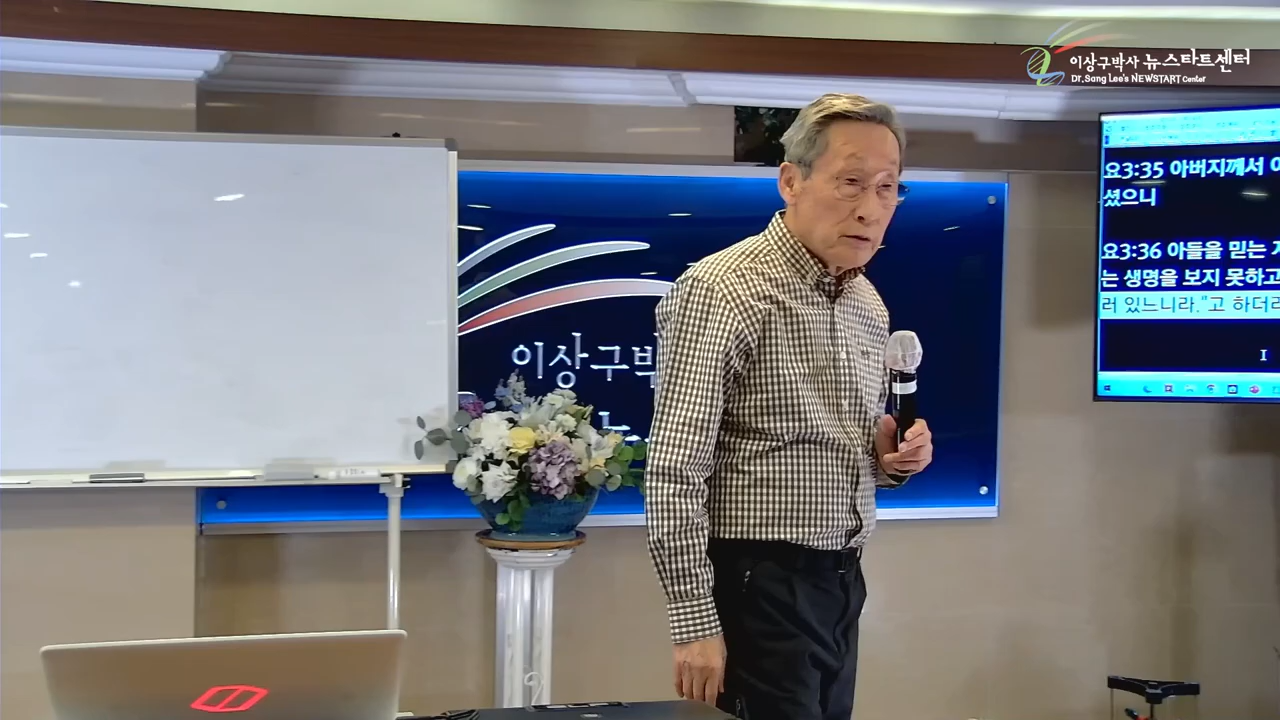 이상구박사 뉴스타트센터
Dr. Sang Lee's NEWSTART Center
요3:35 아버지께서
셨으니
요3:36 아들을 믿는
는 생명을 보지 못하고
러 있느니라."고 하더라
이상구박